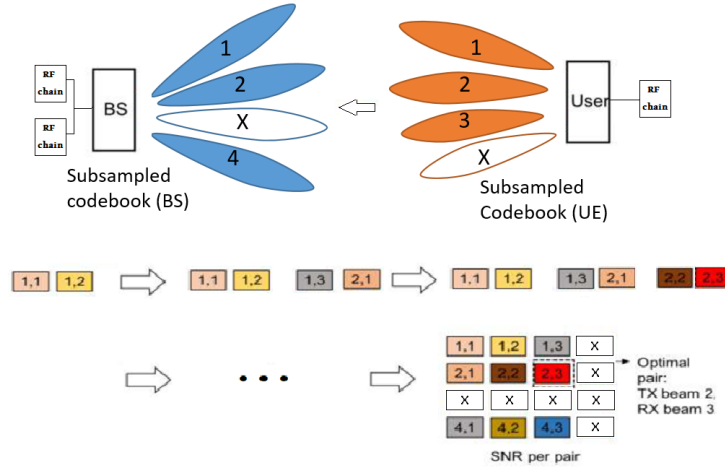 1
1
RF
chain
BS
2
2
User
RF
chain
X
3
RF
chain
4
X
Subsampled
codebook (BS)
Subsampled
Codebook (UE)
1,1 1,2
1,1 1,2 1,3 2,1
1,1 1,2 1,3 2,1 2,2 2,3
1,1 1,2 1,3 X
2,1 2,2 2,3 X
X X X X
4,1 4,2 4,3 X
Optimal
pair:
TX beam 2,
RX beam 3
SNR per pair